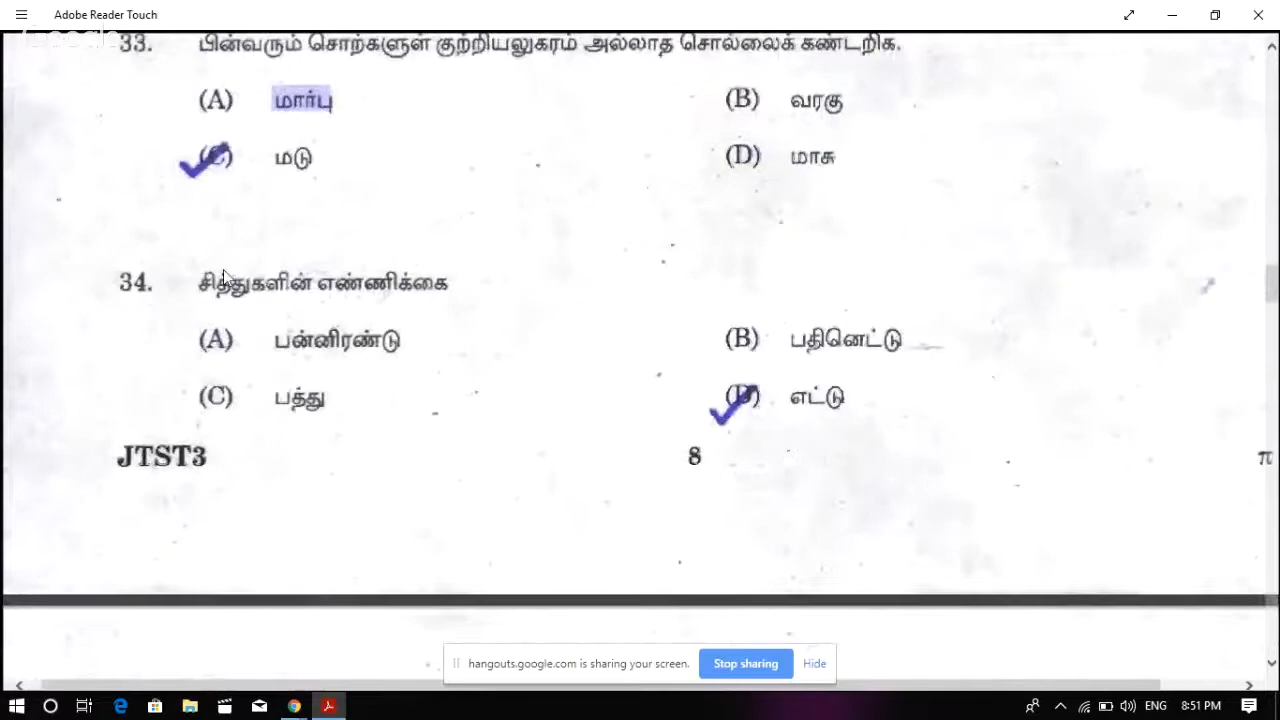 Adobe Reader Touch
33. பின்வரும் சொற்களுள் குற்றியலுகரம் அல்லாத சொல்லைக் கண்டறிக.
(A) மார்பு (B) வரகு
(C) மடு (D) மாசு
34. சித்துகளின் எண்ணிக்கை
(A) பன்னிரண்டு (B) பதினெட்டு
(C) பத்து (D) எட்டு
JTST3 8 π
hangouts.google.com is sharing your screen. Stop sharing Hide
ENG 8:51 PM